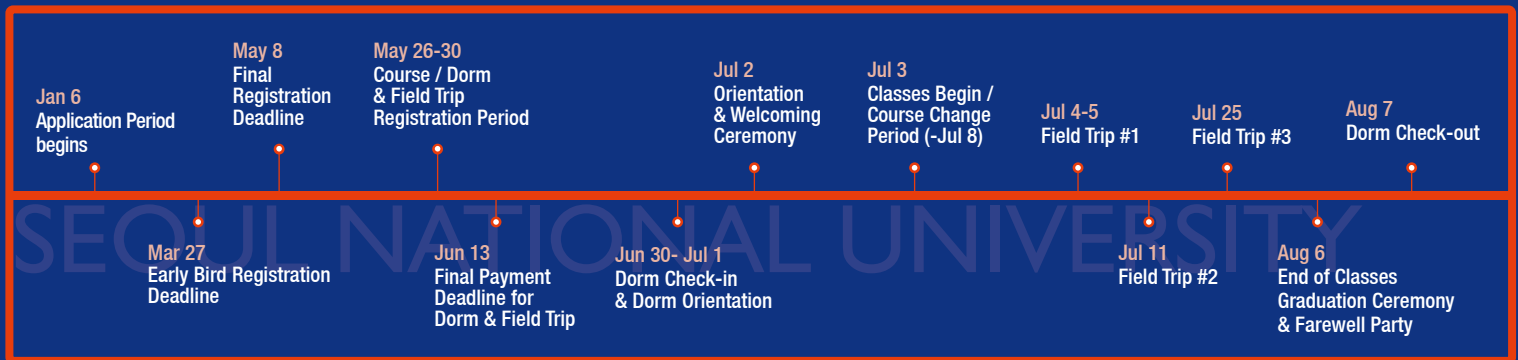 Jan 6
Application Period
begins
Mar 27
Early Bird Registration
Deadline
May 8
Final
Registration
Deadline
May 26-30
Course / Dorm
& Field Trip
Registration Period
Jun 13
Final Payment
Deadline for
Dorm & Field Trip
Jun 30- Jul 1
Dorm Check-in
& Dorm Orientation
Jul 2
Orientation
& Welcoming
Ceremony
Jul 3
Classes Begin /
Course Change
Period (-Jul 8)
Jul 4-5
Field Trip #1
Jul 11
Field Trip #2
Jul 25
Field Trip #3
Aug 6
End of Classes
Graduation Ceremony
& Farewell Party
Aug 7
Dorm Check-out
SEOUL NATIONAL UNIVERSITY